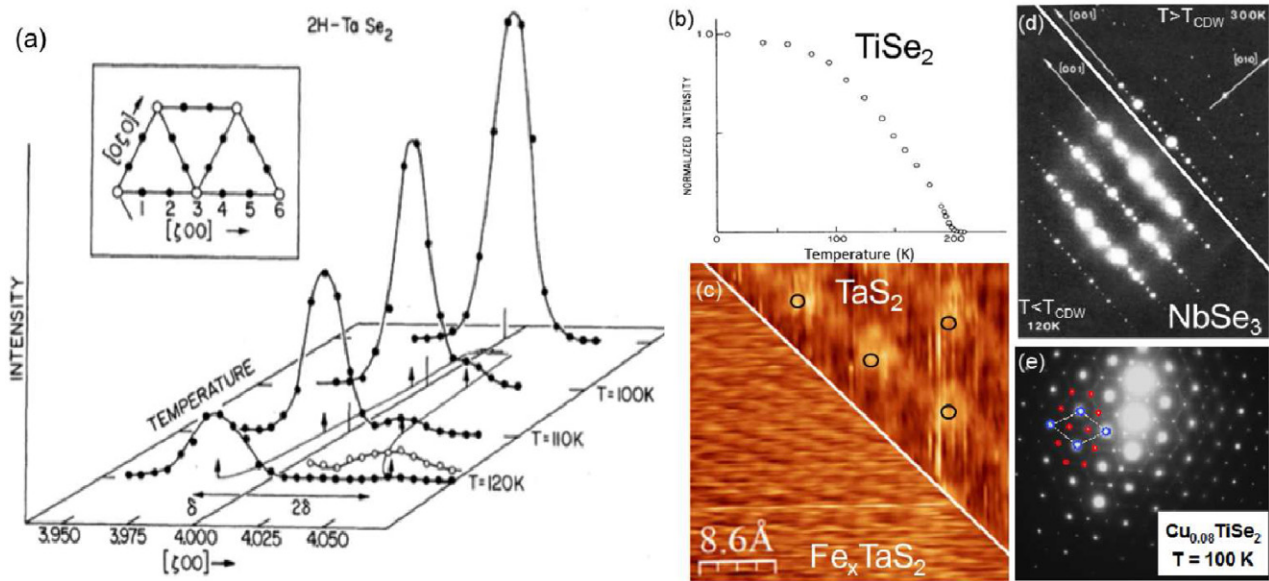 (a)
2H-TaSe2
[0ζ0]
1 2 3 4 5 6
[ζ00]
INTENSITY
TEMPERATURE
T=100K
T=110K
T=120K
δ
2δ
3.950 3.975 4.000 4.025 4.050
[ζ00]
(b)
TiSe2
1.0
NORMALIZED INTENSITY
0 100 200
Temperature (K)
(c)
TaS2
8.6Å
FexTaS2
(d)
[001]
T>TCDW 300K
[001]
[010]
T<TCDW
120K
NbSe3
(e)
Cu0.08TiSe2
T = 100 K